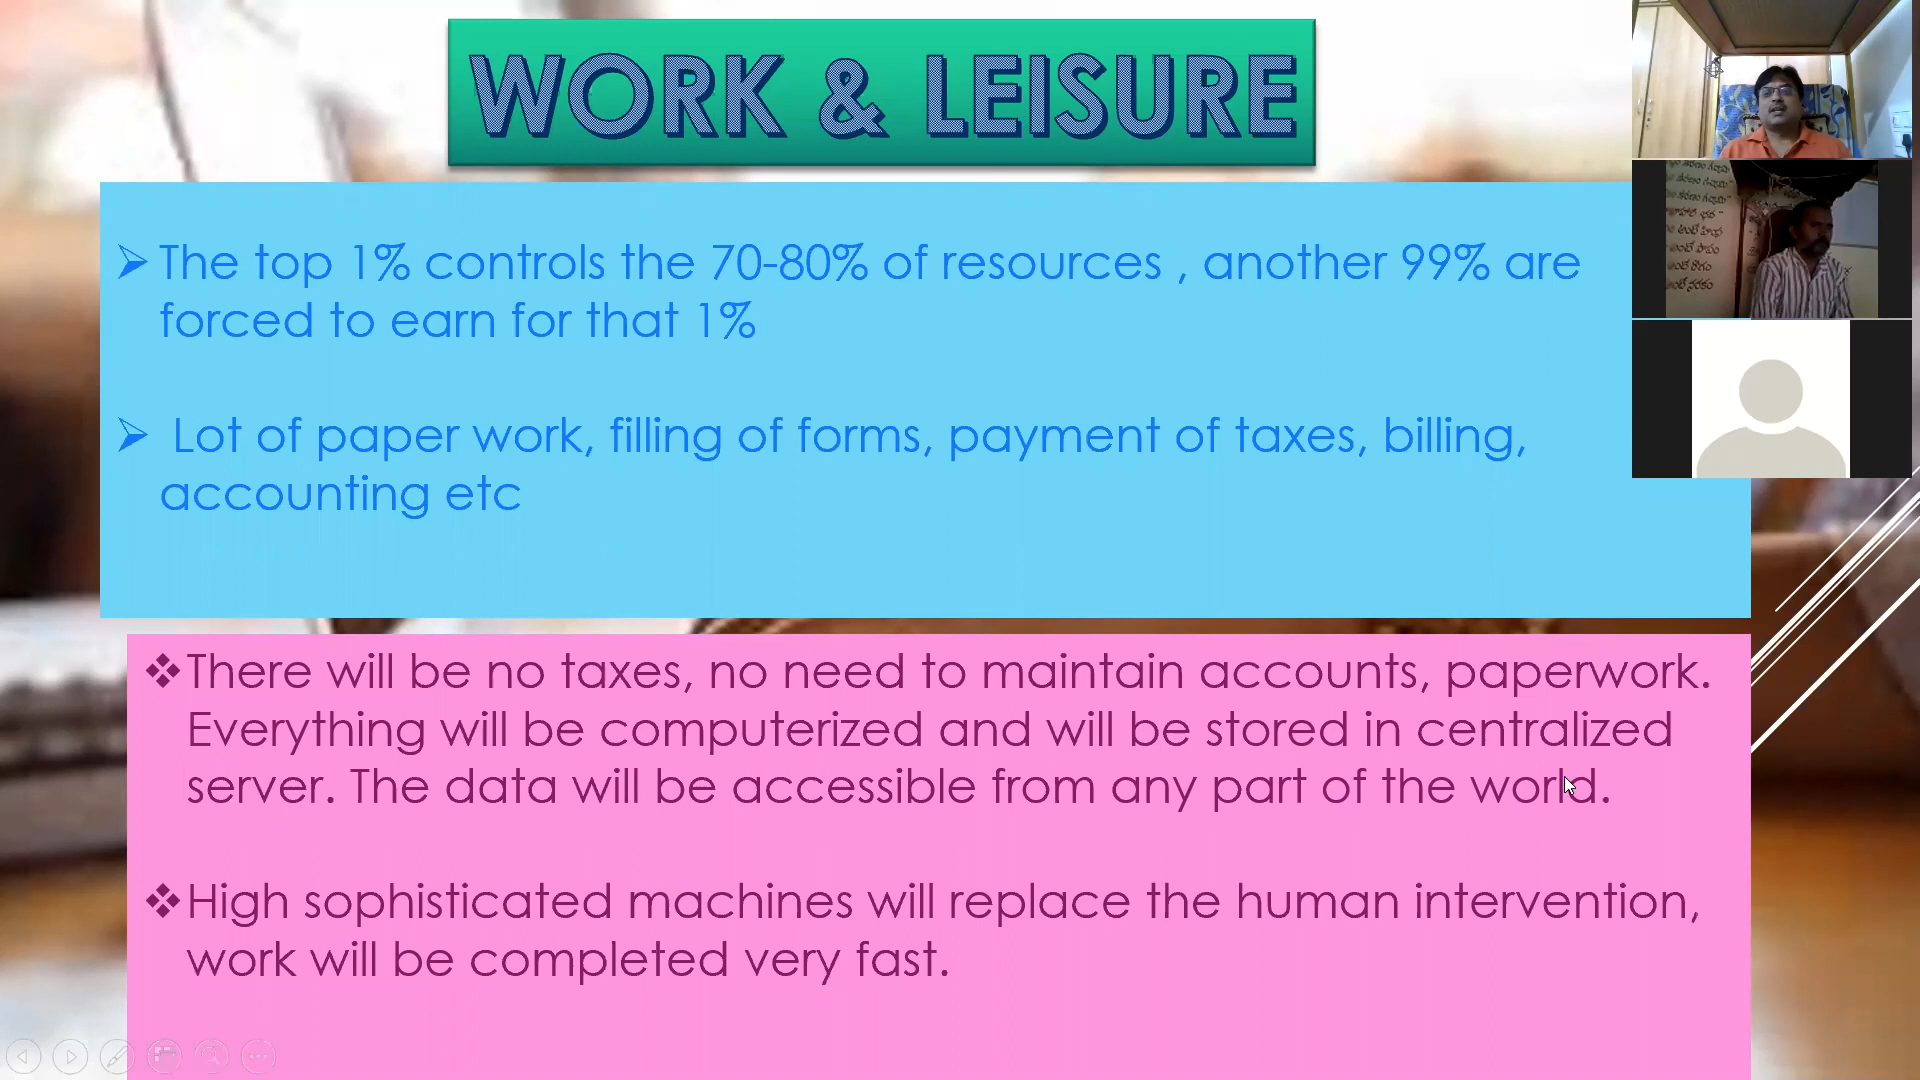 WORK & LEISURE
➢ The top 1% controls the 70-80% of resources , another 99% are
forced to earn for that 1%
➢ Lot of paper work, filling of forms, payment of taxes, billing,
accounting etc
❖There will be no taxes, no need to maintain accounts, paperwork.
Everything will be computerized and will be stored in centralized
server. The data will be accessible from any part of the world.
❖High sophisticated machines will replace the human intervention,
work will be completed very fast.